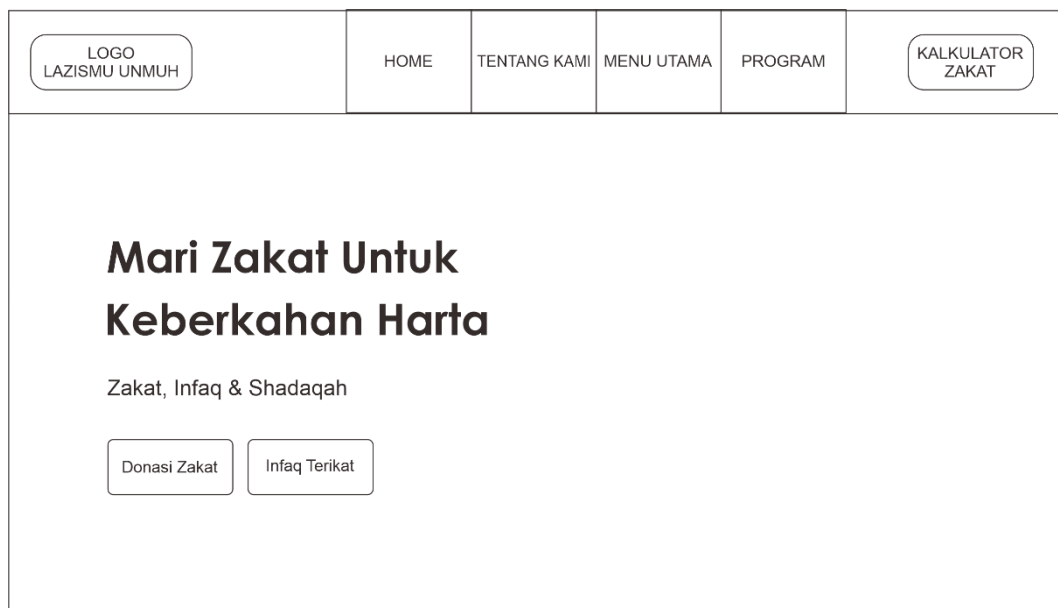 LOGO
LAZISMU UNMUH
HOME
TENTANG KAMI
MENU UTAMA
PROGRAM
KALKULATOR
ZAKAT
Mari Zakat Untuk
Keberkahan Harta
Zakat, Infaq & Shadaqah
Donasi Zakat
Infaq Terikat